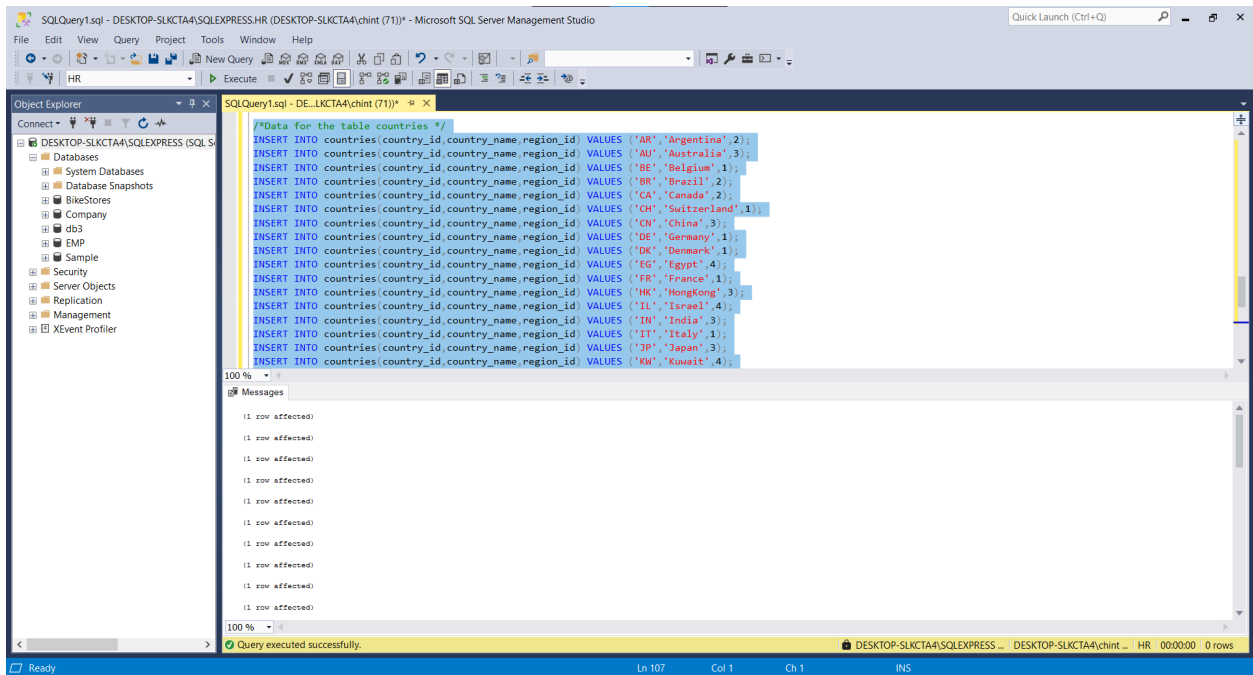 SQLQuery1.sql - DESKTOP-SLKCTA4\SQLEXPRESS.HR (DESKTOP-SLKCTA4\chint (71))* - Microsoft SQL Server Management Studio
Quick Launch (Ctrl+Q)
File Edit View Query Project Tools Window Help
New Query
HR
Execute
Object Explorer
SQLQuery1.sql - DE...LKCTA4\chint (71))*
Connect
DESKTOP-SLKCTA4\SQLEXPRESS (SQL S
Databases
System Databases
Database Snapshots
BikeStores
Company
db3
EMP
Sample
Security
Server Objects
Replication
Management
XEvent Profiler
/*Data for the table countries */
INSERT INTO countries(country_id,country_name,region_id) VALUES ('AR','Argentina',2);
INSERT INTO countries(country_id,country_name,region_id) VALUES ('AU','Australia',3);
INSERT INTO countries(country_id,country_name,region_id) VALUES ('BE','Belgium',1);
INSERT INTO countries(country_id,country_name,region_id) VALUES ('BR','Brazil',2);
INSERT INTO countries(country_id,country_name,region_id) VALUES ('CA','Canada',2);
INSERT INTO countries(country_id,country_name,region_id) VALUES ('CH','Switzerland',1);
INSERT INTO countries(country_id,country_name,region_id) VALUES ('CN','China',3);
INSERT INTO countries(country_id,country_name,region_id) VALUES ('DE','Germany',1);
INSERT INTO countries(country_id,country_name,region_id) VALUES ('DK','Denmark',1);
INSERT INTO countries(country_id,country_name,region_id) VALUES ('EG','Egypt',4);
INSERT INTO countries(country_id,country_name,region_id) VALUES ('FR','France',1);
INSERT INTO countries(country_id,country_name,region_id) VALUES ('HK','HongKong',3);
INSERT INTO countries(country_id,country_name,region_id) VALUES ('IL','Israel',4);
INSERT INTO countries(country_id,country_name,region_id) VALUES ('IN','India',3);
INSERT INTO countries(country_id,country_name,region_id) VALUES ('IT','Italy',1);
INSERT INTO countries(country_id,country_name,region_id) VALUES ('JP','Japan',3);
INSERT INTO countries(country_id,country_name,region_id) VALUES ('KW','Kuwait',4);
100 %
Messages
(1 row affected)
(1 row affected)
(1 row affected)
(1 row affected)
(1 row affected)
(1 row affected)
(1 row affected)
(1 row affected)
(1 row affected)
(1 row affected)
100 %
Query executed successfully.
DESKTOP-SLKCTA4\SQLEXPRESS ... DESKTOP-SLKCTA4\chint ... HR 00:00:00 0 rows
Ready
Ln 107 Col 1 Ch 1 INS